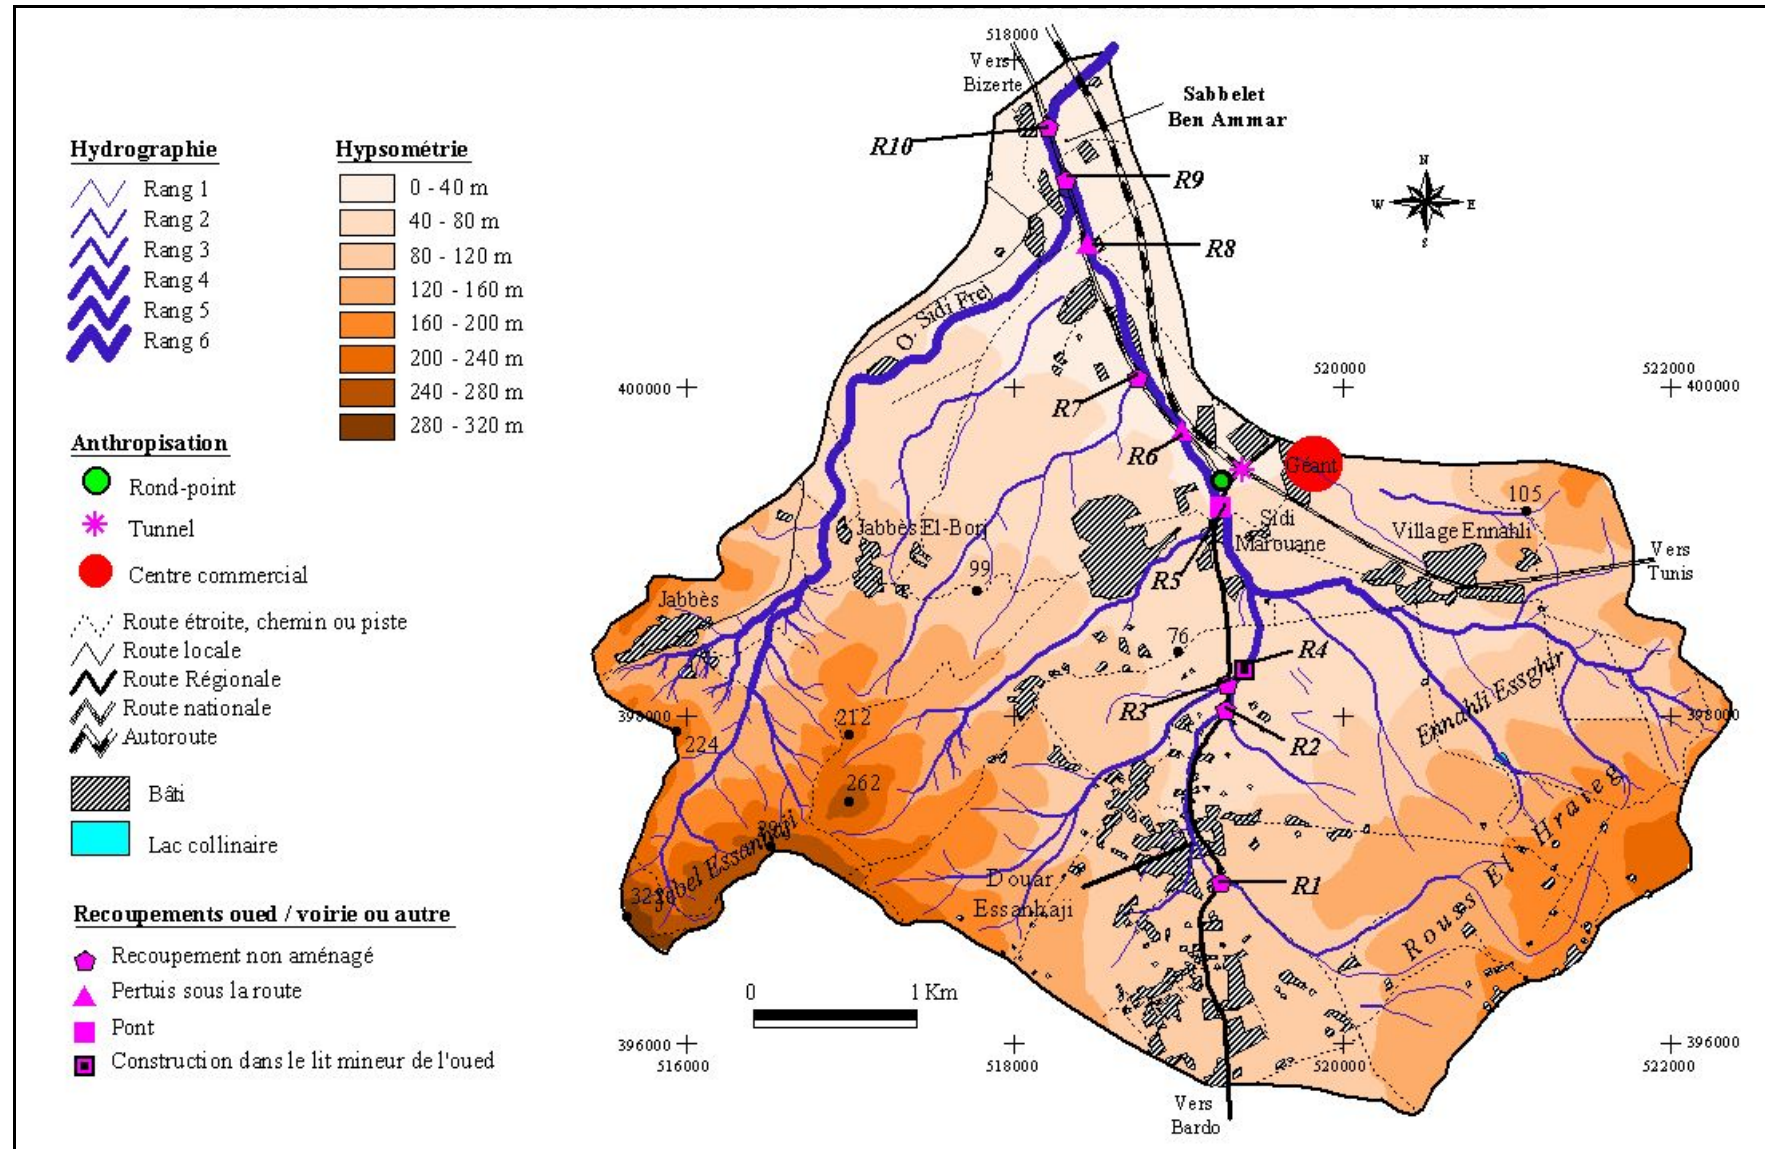 Hydrographie
Rang 1
Rang 2
Rang 3
Rang 4
Rang 5
Rang 6
Hypsométrie
0 - 40 m
40 - 80 m
80 - 120 m
120 - 160 m
160 - 200 m
200 - 240 m
240 - 280 m
280 - 320 m
Anthropisation
Rond-point
Tunnel
Centre commercial
Route étroite, chemin ou piste
Route locale
Route Régionale
Route nationale
Autoroute
Bâti
Lac collinaire
Recoupements oued / voirie ou autre
Recoupement non aménagé
Pertuis sous la route
Pont
Construction dans le lit mineur de l'oued
518000
Vers
Bizerte
Sabbelet
Ben Ammar
R10
R9
R8
N
W
E
S
O. Sidi Frej
400000
520000
522000
400000
R7
R6
Géant
105
Jabbès El-Borj
Sidi
Marouane
Village Ennahli
Vers
Tunis
R5
99
Jabbès
76
R4
Ennahli Essghir
R3
398000
212
398000
224
R2
262
Jebel Essanhaji
Rouss El Hrareg
Douar
Essanhaji
R1
0
1 Km
396000
516000
518000
520000
396000
522000
Vers
Bardo